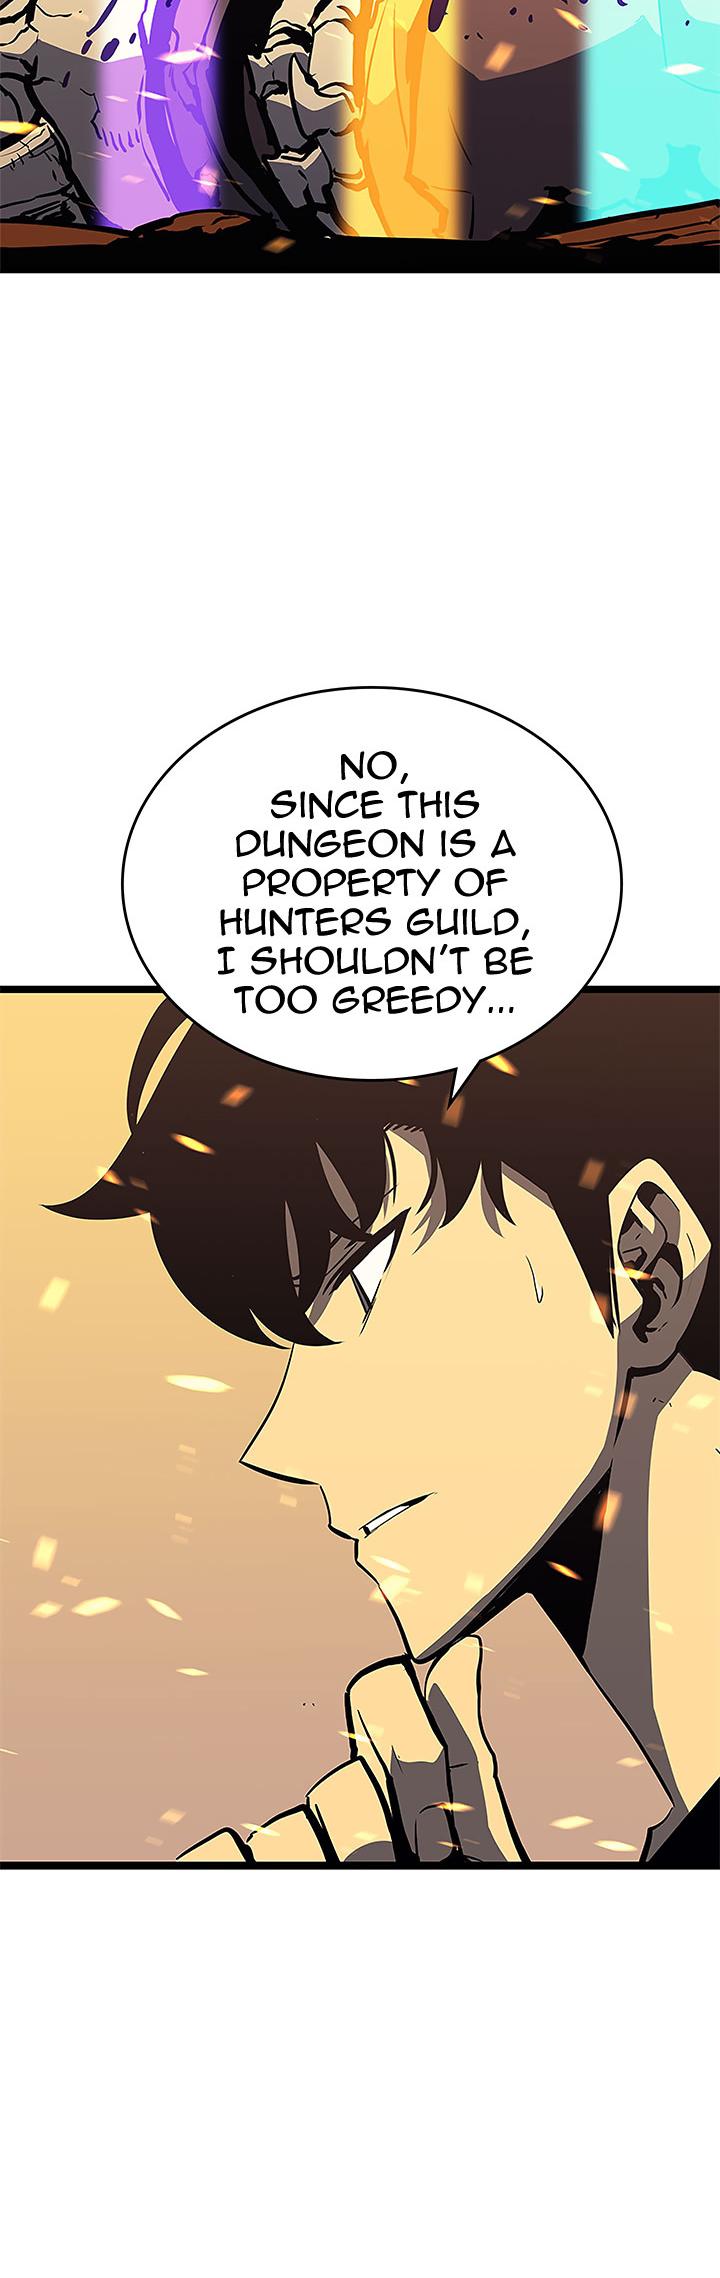 NO,
SINCE THIS
DUNGEON IS A
PROPERTY OF
HUNTERS GUILD,
I SHOULDN'T BE
TOO GREEDY...